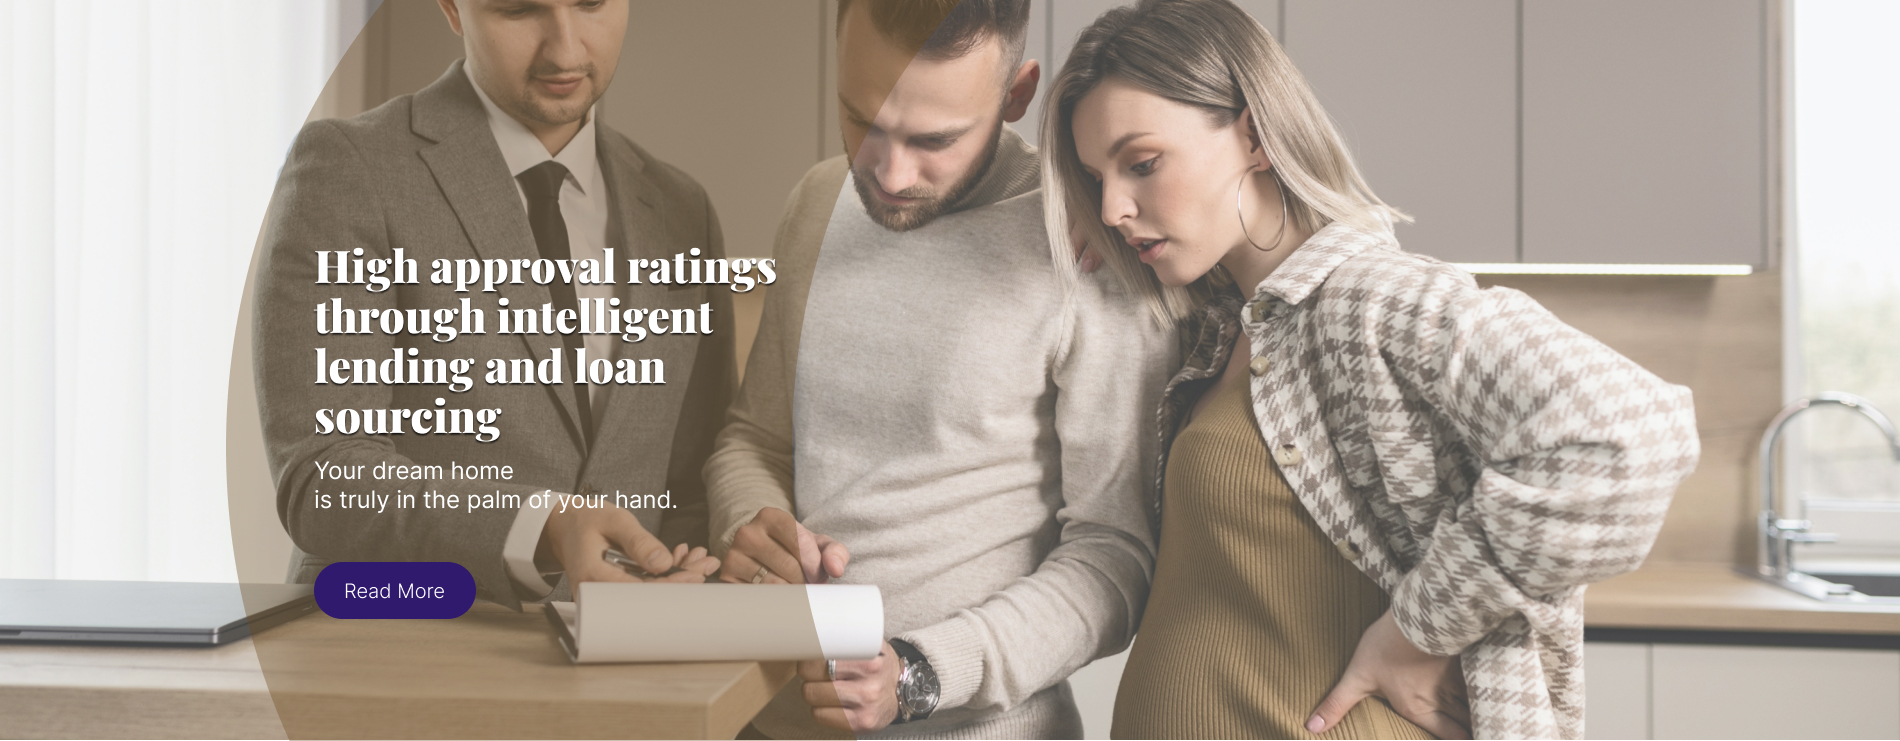 High approval ratings
through intelligent
lending and loan
sourcing
Your dream home
is truly in the palm of your hand.
Read More